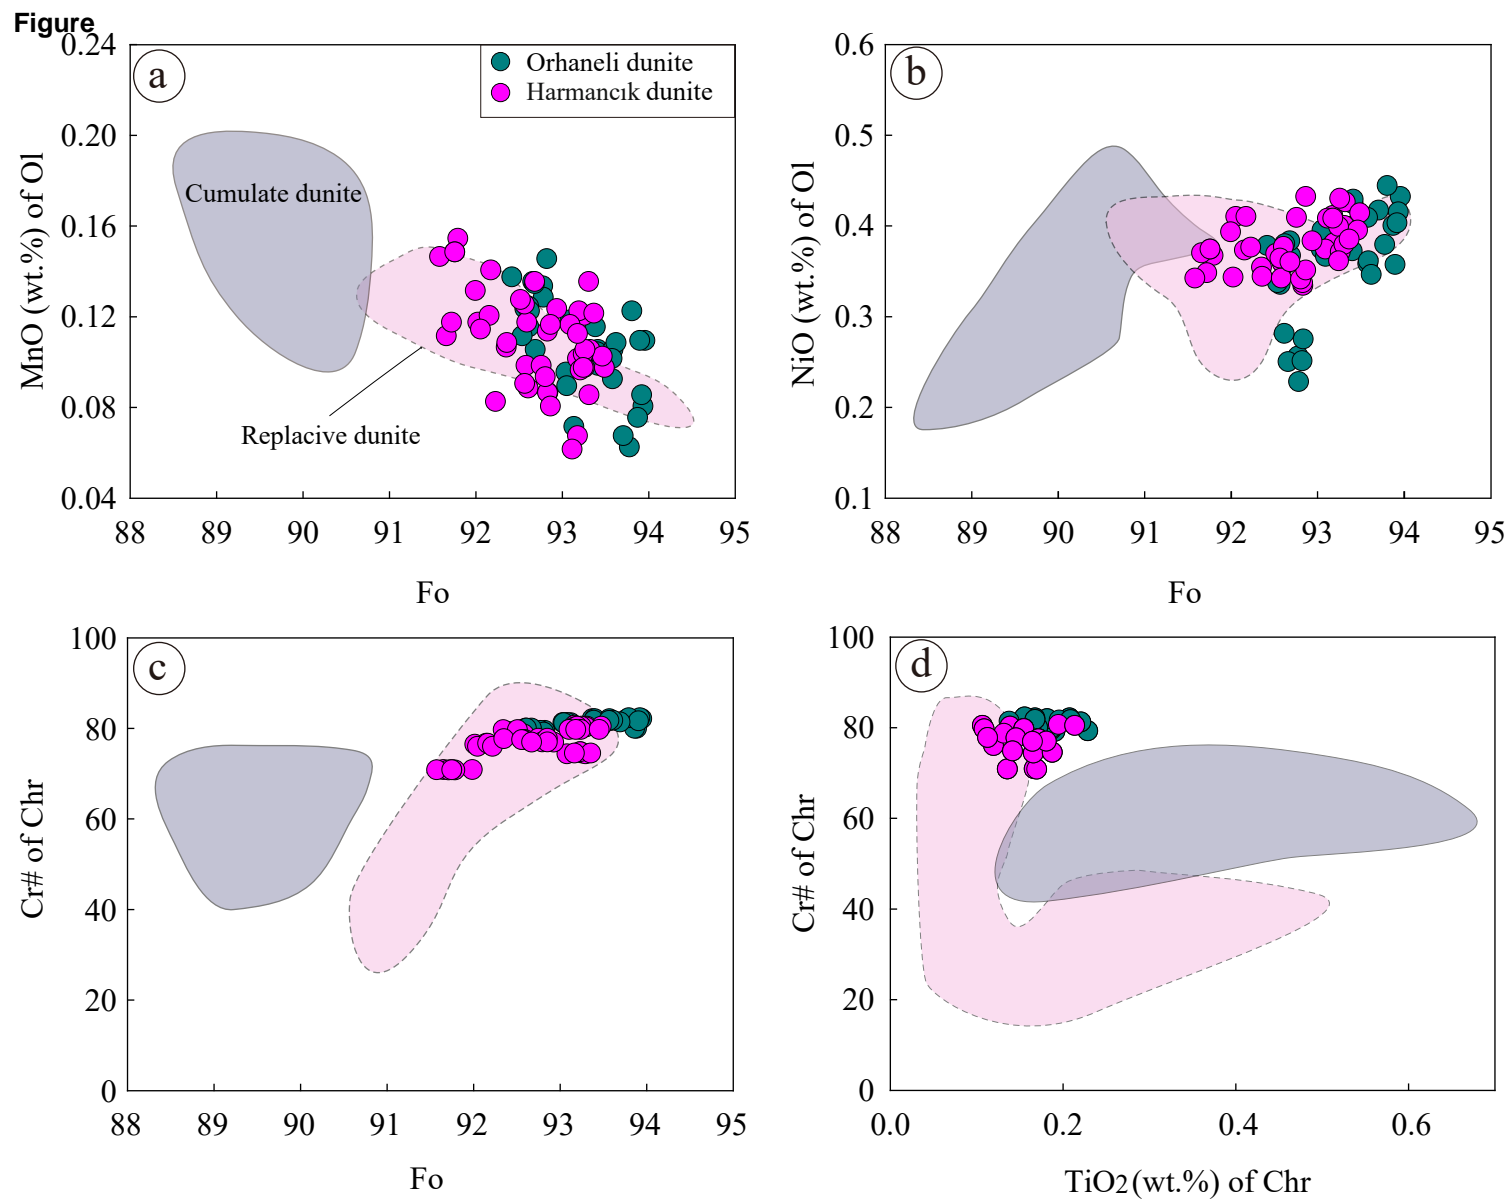 Figure
a
Orhaneli dunite
Harmancık dunite
Cumulate dunite
Replacive dunite
MnO (wt.%) of Ol
0.24
0.20
0.16
0.12
0.08
0.04
88 89 90 91 92 93 94 95
Fo
b
NiO (wt.%) of Ol
0.6
0.5
0.4
0.3
0.2
0.1
88 89 90 91 92 93 94 95
Fo
c
Cr# of Chr
100
80
60
40
20
0
88 89 90 91 92 93 94 95
Fo
d
Cr# of Chr
100
80
60
40
20
0
0.0 0.2 0.4 0.6
TiO2 (wt.%) of Chr